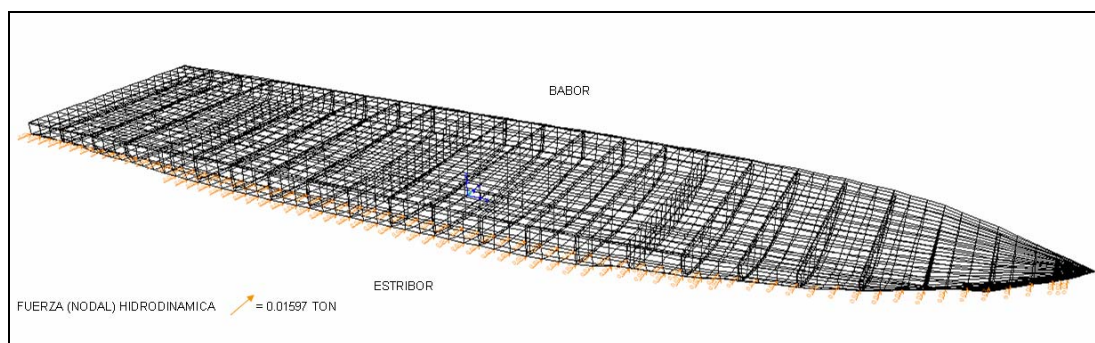 BABOR
ESTRIBOR
FUERZA (NODAL) HIDRODINAMICA = 0.01597 TON